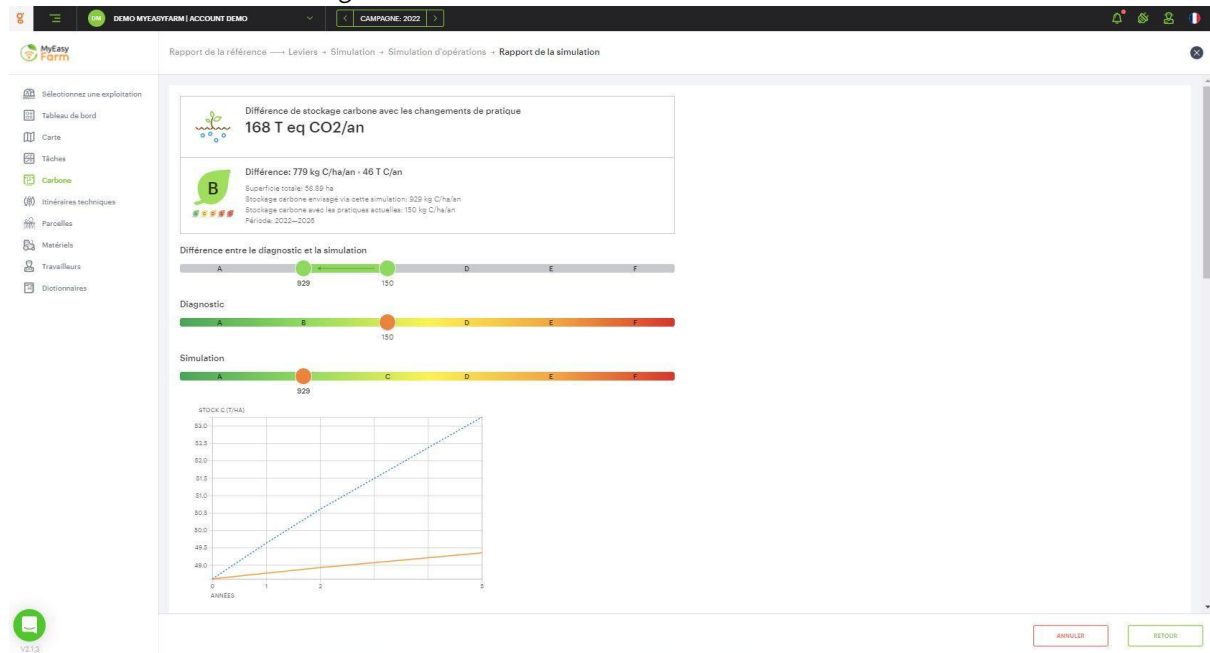 g
DM DEMO MYEASYFARM | ACCOUNT DEMO
< CAMPAGNE: 2022 >
MyEasy
Farm
Rapport de la référence → Leviers → Simulation → Simulation d'opérations → Rapport de la simulation
Sélectionnez une exploitation
Tableau de bord
Carte
Tâches
Carbone
Itinéraires techniques
Parcelles
Matériels
Travailleurs
Dictionnaires
Différence de stockage carbone avec les changements de pratique
168 T eq CO2/an
B
Différence: 779 kg C/ha/an - 46 T C/an
Superficie totale: 58.89 ha
Stockage carbone envisagé via cette simulation: 929 kg C/ha/an
Stockage carbone avec les pratiques actuelles: 150 kg C/ha/an
Période: 2022—2026
Différence entre le diagnostic et la simulation
A D E F
929 150
Diagnostic
A B D E F
150
Simulation
A C D E F
929
STOCK C (T/HA)
53.0
52.5
52.0
51.5
51.0
50.5
50.0
49.5
49.0
0 1 2 5
ANNÉES
ANNULER
RETOUR
V2.1.3